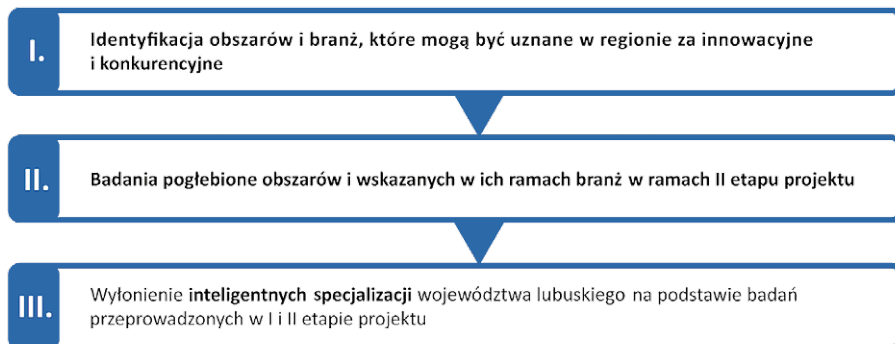 I.
Identyfikacja obszarów i branż, które mogą być uznane w regionie za innowacyjne
i konkurencyjne
II.
Badania pogłębione obszarów i wskazanych w ich ramach branż w ramach II etapu projektu
III.
Wyłonienie inteligentnych specjalizacji województwa lubuskiego na podstawie badań
przeprowadzonych w I i II etapie projektu